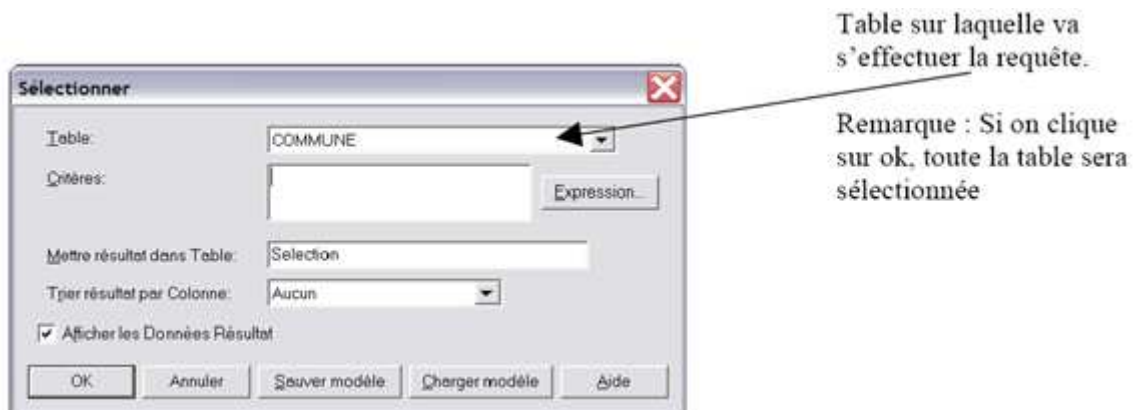 Table sur laquelle va
s'effectuer la requête.
Remarque : Si on clique
sur ok, toute la table sera
sélectionnée
Sélectionner
Table: COMMUNE
Critères: Expression...
Mettre résultat dans Table: Selection
Trier résultat par Colonne: Aucun
Afficher les Données Résultat
OK Annuler Sauver modèle Charger modèle Aide